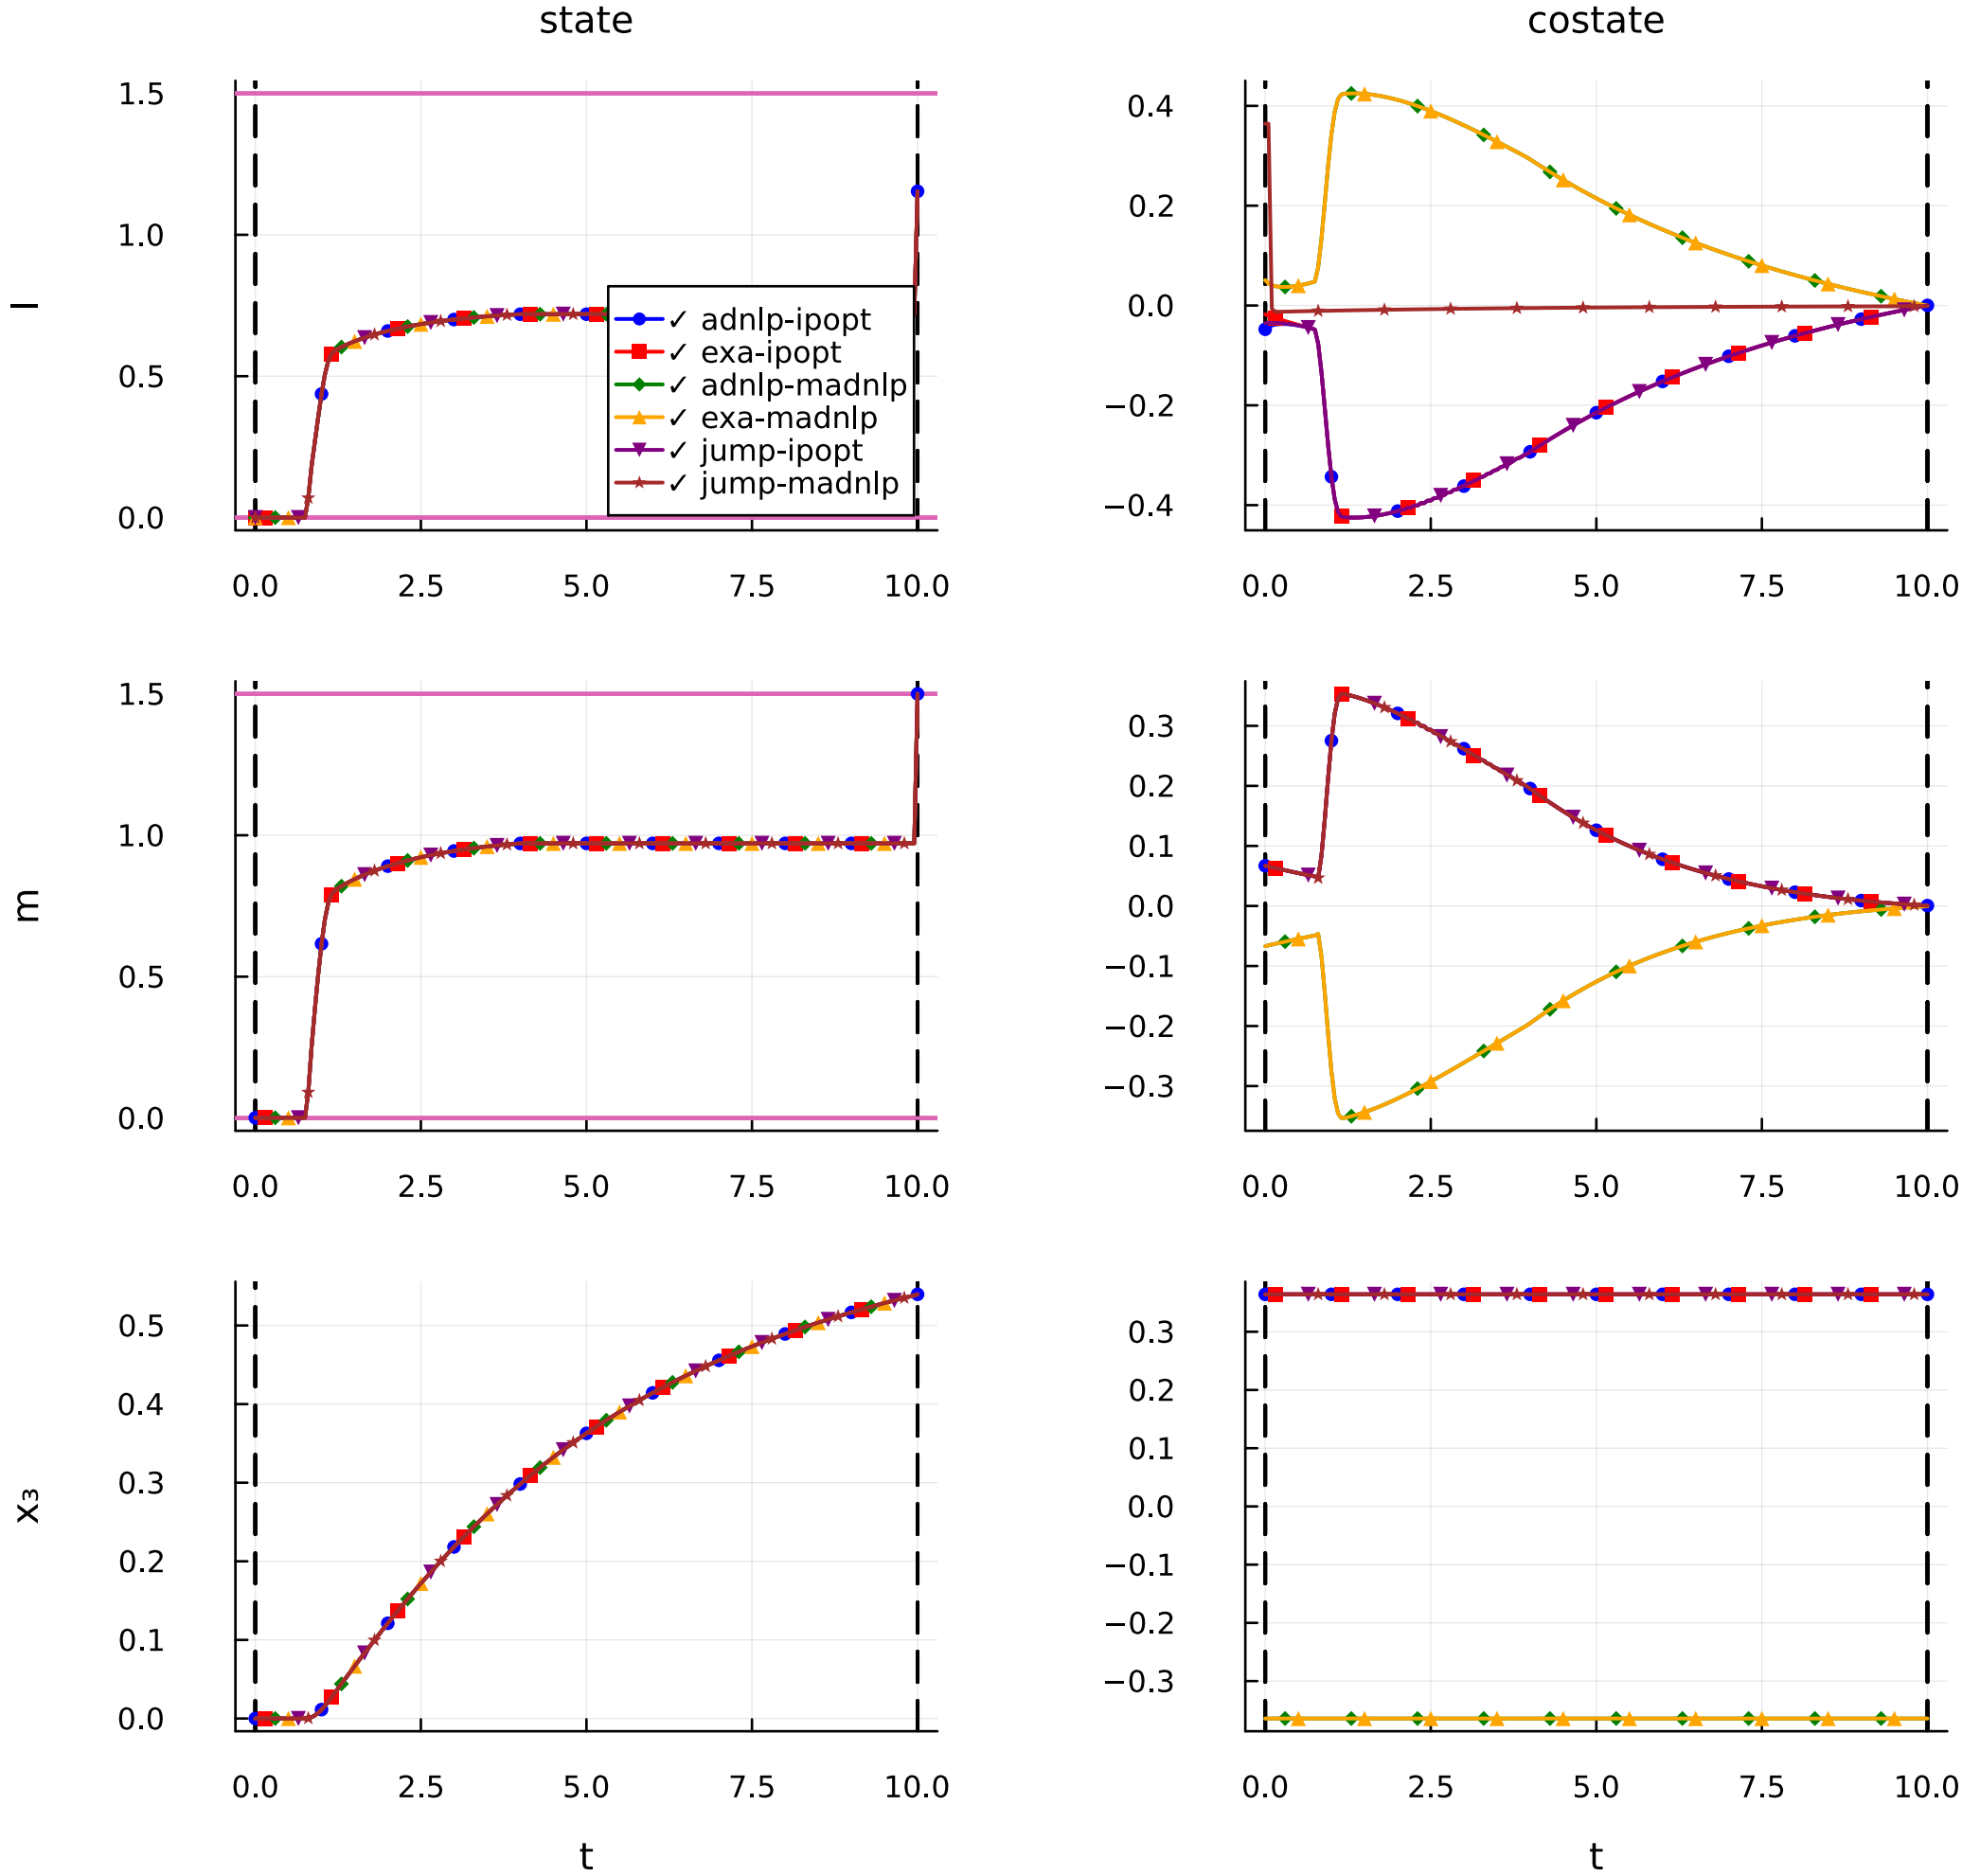 state
costate
l
1.5
1.0
0.5
0.0
0.0 2.5 5.0 7.5 10.0
✓ adnlp-ipopt
✓ exa-ipopt
✓ adnlp-madnlp
✓ exa-madnlp
✓ jump-ipopt
✓ jump-madnlp
0.4
0.2
0.0
−0.2
−0.4
0.0 2.5 5.0 7.5 10.0
m
1.5
1.0
0.5
0.0
0.0 2.5 5.0 7.5 10.0
0.3
0.2
0.1
0.0
−0.1
−0.2
−0.3
0.0 2.5 5.0 7.5 10.0
x₃
0.5
0.4
0.3
0.2
0.1
0.0
0.0 2.5 5.0 7.5 10.0
t
0.3
0.2
0.1
0.0
−0.1
−0.2
−0.3
0.0 2.5 5.0 7.5 10.0
t